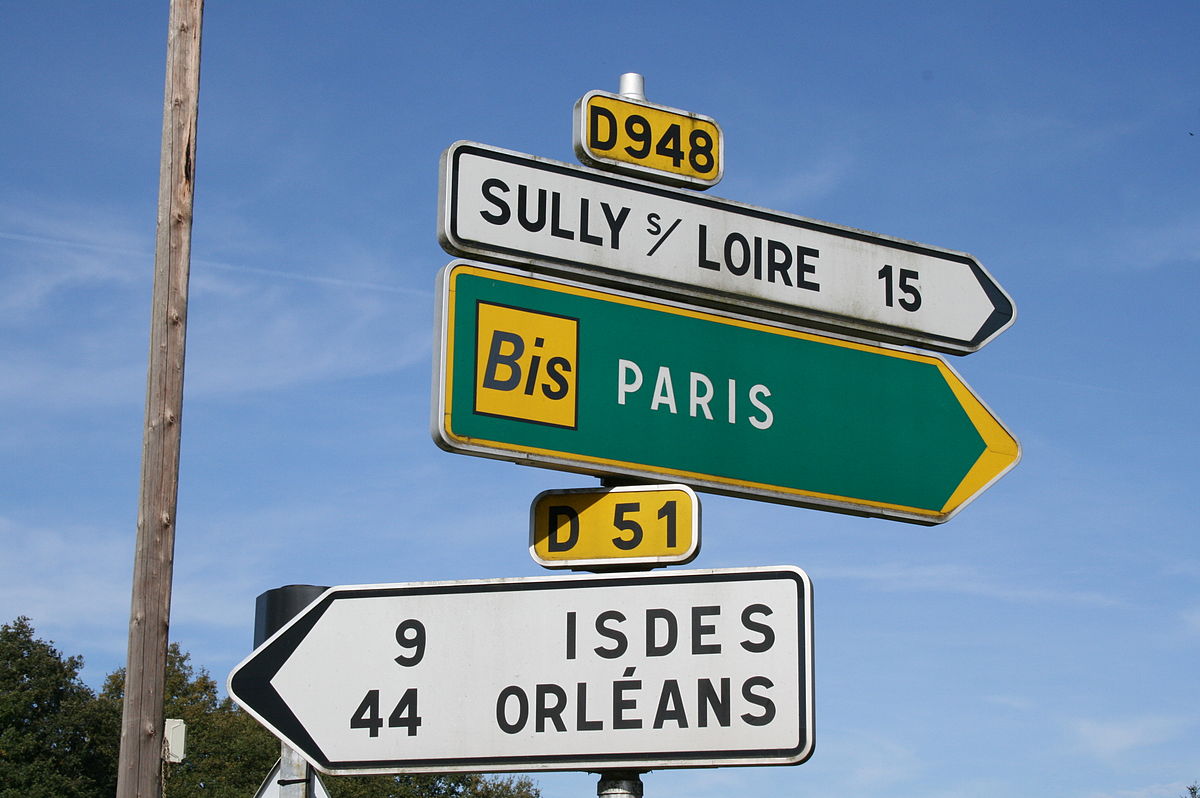 D948
SULLY s/ LOIRE 15
Bis PARIS
D 51
9 ISDES
44 ORLÉANS